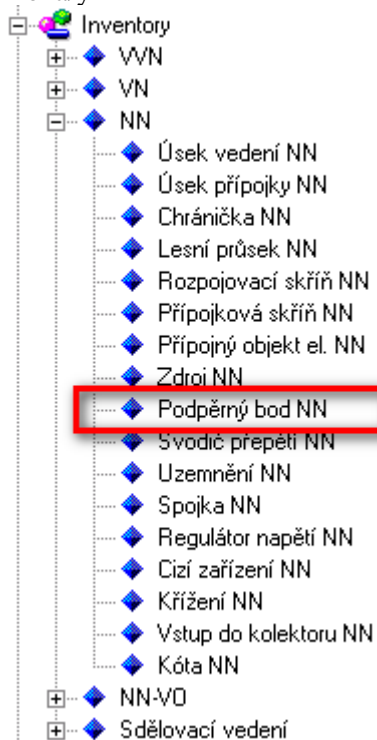 Inventory
VVN
VN
NN
Úsek vedení NN
Úsek přípojky NN
Chránička NN
Lesní průsek NN
Rozpojovací skříň NN
Přípojková skříň NN
Přípojný objekt el. NN
Zdroj NN
Podpěrný bod NN
Svodič přepětí NN
Uzemnění NN
Spojka NN
Regulátor napětí NN
Cizí zařízení NN
Křížení NN
Vstup do kolektoru NN
Kóta NN
NN-VO
Sdělovací vedení